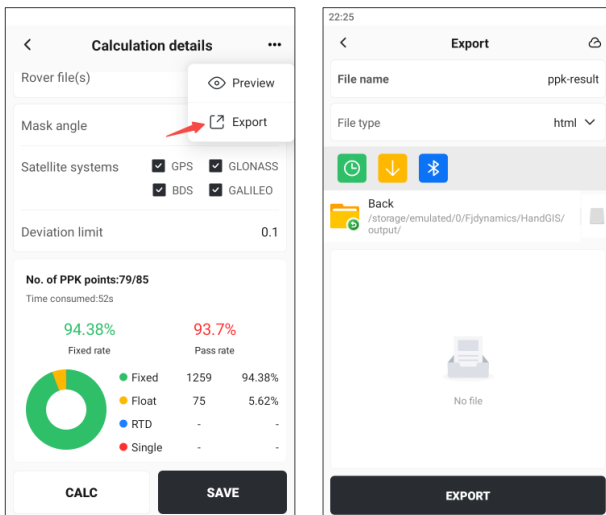 Calculation details
Rover file(s)
Preview
Export
Mask angle
Satellite systems
GPS
GLONASS
BDS
GALILEO
Deviation limit
0.1
No. of PPK points:79/85
Time consumed:52s
94.38%
93.7%
Fixed rate
Pass rate
Fixed 1259 94.38%
Float 75 5.62%
RTD - -
Single - -
CALC
SAVE
22:25
Export
File name
ppk-result
File type
html
Back
/storage/emulated/0/Fjdynamics/HandGIS/
output/
No file
EXPORT